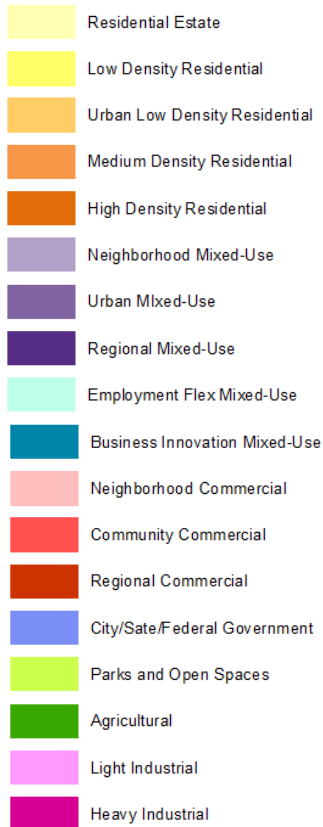 Residential Estate
Low Density Residential
Urban Low Density Residential
Medium Density Residential
High Density Residential
Neighborhood Mixed-Use
Urban MIxed-Use
Regional Mixed-Use
Employment Flex Mixed-Use
Business Innovation Mixed-Use
Neighborhood Commercial
Community Commercial
Regional Commercial
City/Sate/Federal Government
Parks and Open Spaces
Agricultural
Light Industrial
Heavy Industrial